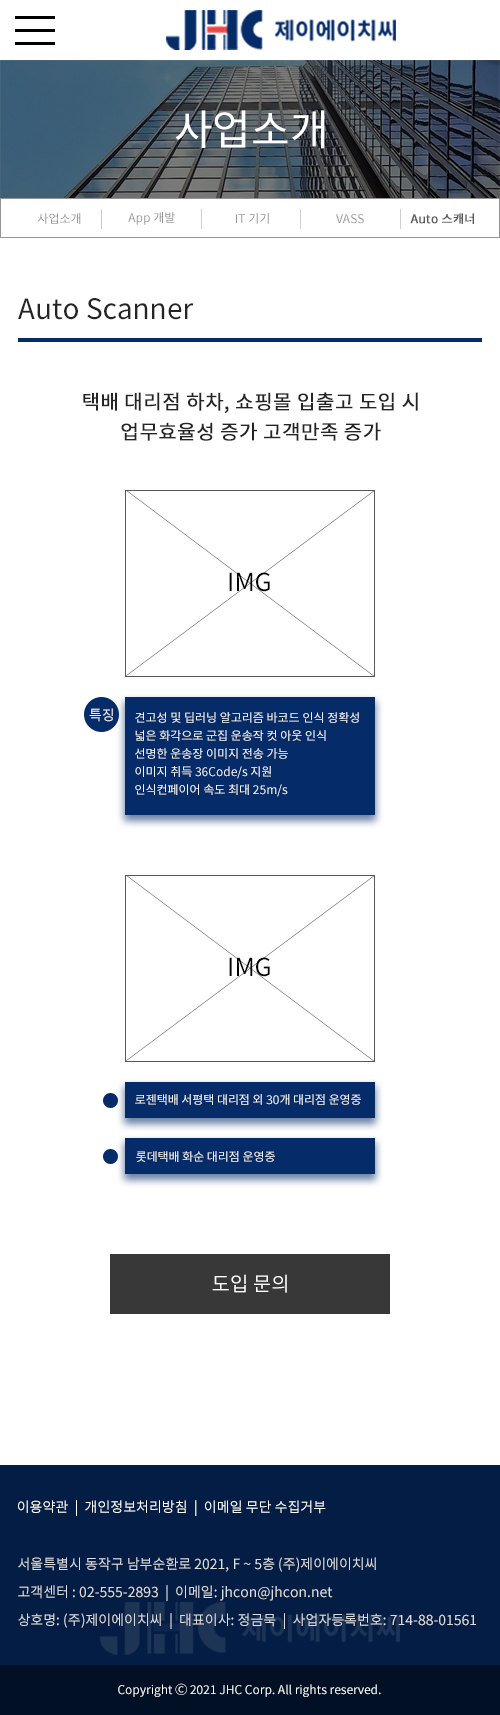 JHC 제이에이치씨
사업소개
사업소개 App 개발 IT 기기 VASS Auto 스캐너
Auto Scanner
택배 대리점 하차, 쇼핑몰 입출고 도입 시
업무효율성 증가 고객만족 증가
IMG
특징
견고성 및 딥러닝 알고리즘 바코드 인식 정확성
넓은 화각으로 군집 운송작 컷 아웃 인식
선명한 운송장 이미지 전송 가능
이미지 취득 36Code/s 지원
인식컨페이어 속도 최대 25m/s
IMG
로젠택배 서평택 대리점 외 30개 대리점 운영중
롯데택배 화순 대리점 운영중
도입 문의
이용약관 | 개인정보처리방침 | 이메일 무단 수집거부
서울특별시 동작구 남부순환로 2021, F ~ 5층 (주)제이에이치씨
고객센터 : 02-555-2893 | 이메일: jhcon@jhcon.net
상호명: (주)제이에이치씨 | 대표이사: 정금묵 | 사업자등록번호: 714-88-01561
JHC 제이에이치씨
Copyright ⓒ 2021 JHC Corp. All rights reserved.